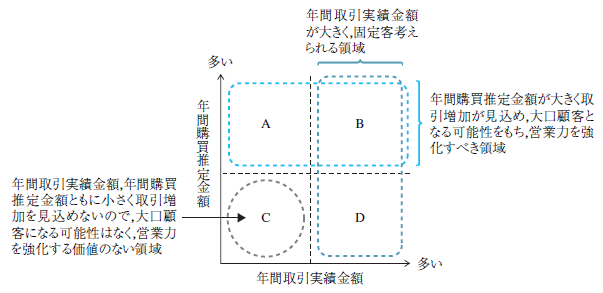 年間取引実績金額
が大きく,固定客考え
られる領域
多い
年間購買推定金額
A
B
年間購買推定金額が大きく取
引増加が見込め,大口顧客と
なる可能性をもち,営業力を強
化すべき領域
年間取引実績金額,年間購買
推定金額ともに小さく取引増
加を見込めないので,大口顧
客になる可能性はなく,営業力
を強化する価値のない領域
C
D
多い
年間取引実績金額